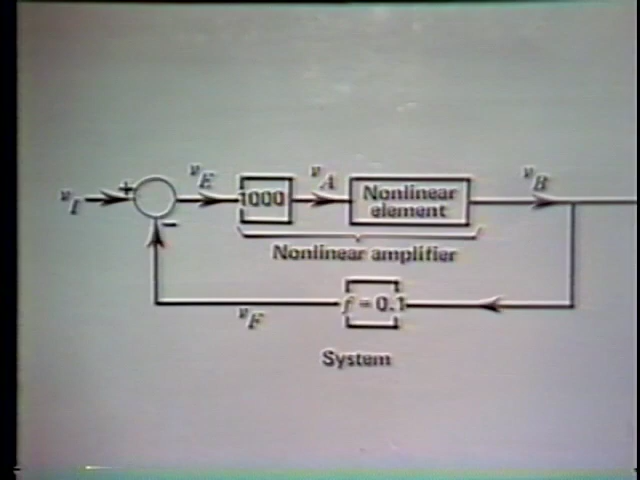 v_E
v_A
v_B
+
1000
Nonlinear
element
v_I
−
Nonlinear amplifier
f = 0.1
v_F
System